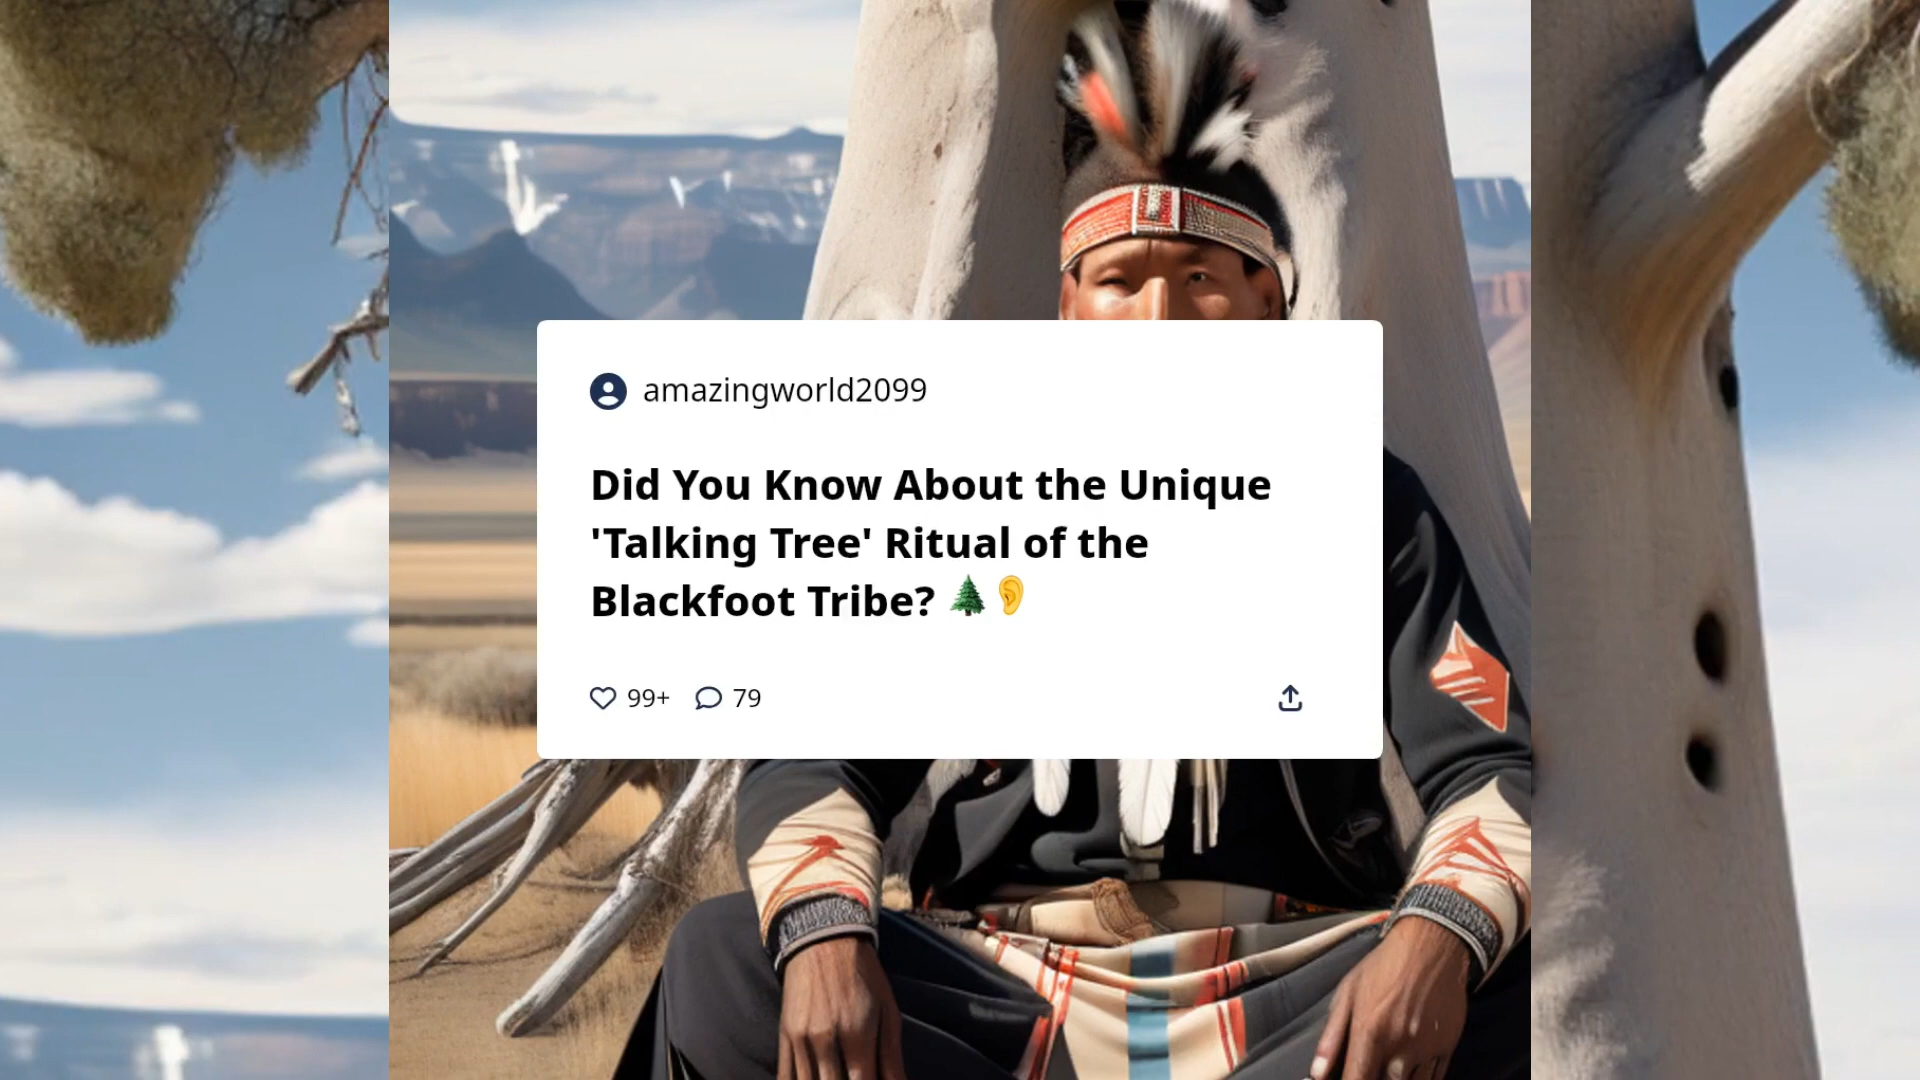 amazingworld2099
Did You Know About the Unique
'Talking Tree' Ritual of the
Blackfoot Tribe? 🌲👂
99+ 79